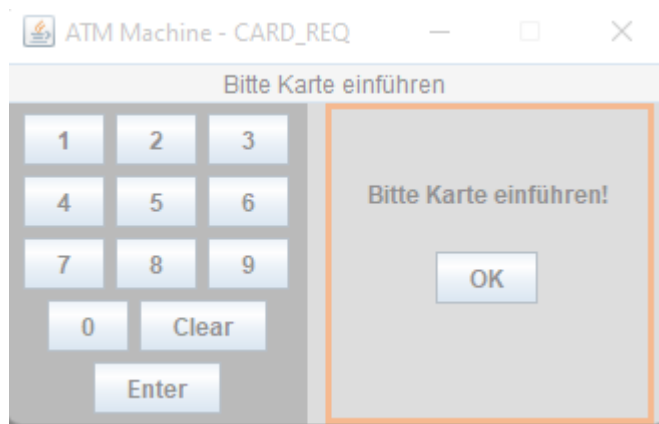 ATM Machine - CARD_REQ
Bitte Karte einführen
1 2 3
4 5 6
7 8 9
0 Clear
Enter
Bitte Karte einführen!
OK